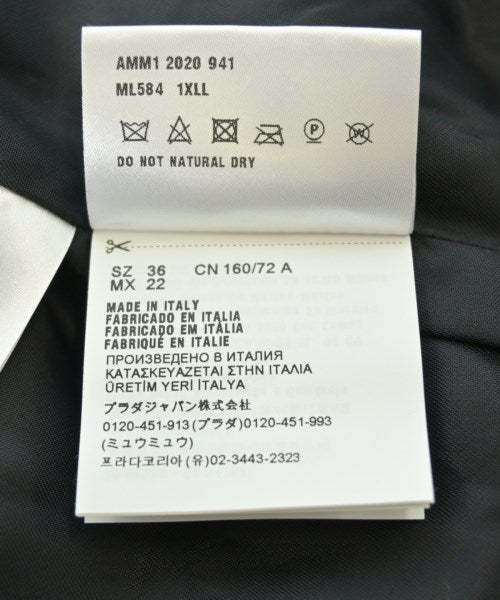 AMM1 2020 941
ML584 1XLL
P W
DO NOT NATURAL DRY
SZ 36 CN 160/72 A
MX 22
MADE IN ITALY
FABRICADO EN ITALIA
FABRICADO EM ITÁLIA
FABRIQUÉ EN ITALIE
ПРОИЗВЕДЕНО В ИТАЛИЯ
ΚΑΤΑΣΚΕΥΑΖΕΤΑΙ ΣΤΗΝ ΙΤΑΛΙΑ
ÜRETİM YERİ İTALYA
プラダジャパン株式会社
0120-451-913(プラダ)0120-451-993
(ミュウミュウ)
프라다코리아 (유)02-3443-2323